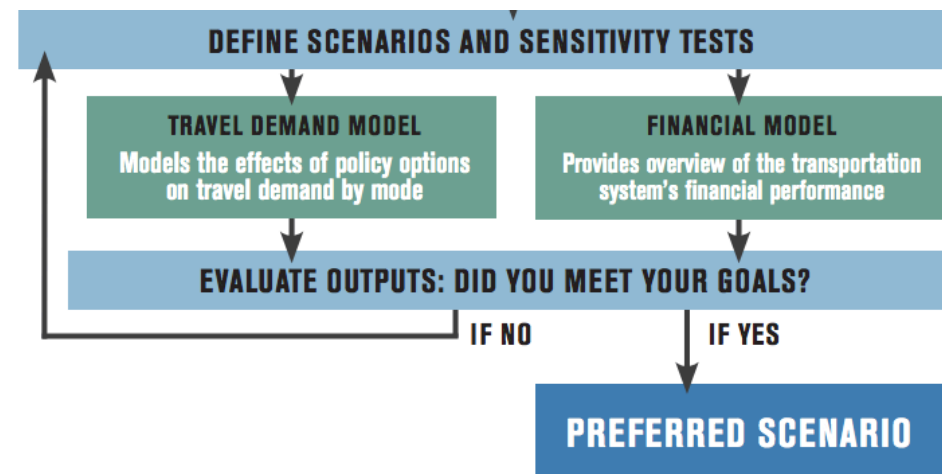 DEFINE SCENARIOS AND SENSITIVITY TESTS
TRAVEL DEMAND MODEL
Models the effects of policy options
on travel demand by mode
FINANCIAL MODEL
Provides overview of the transportation
system's financial performance
EVALUATE OUTPUTS: DID YOU MEET YOUR GOALS?
IF NO
IF YES
PREFERRED SCENARIO